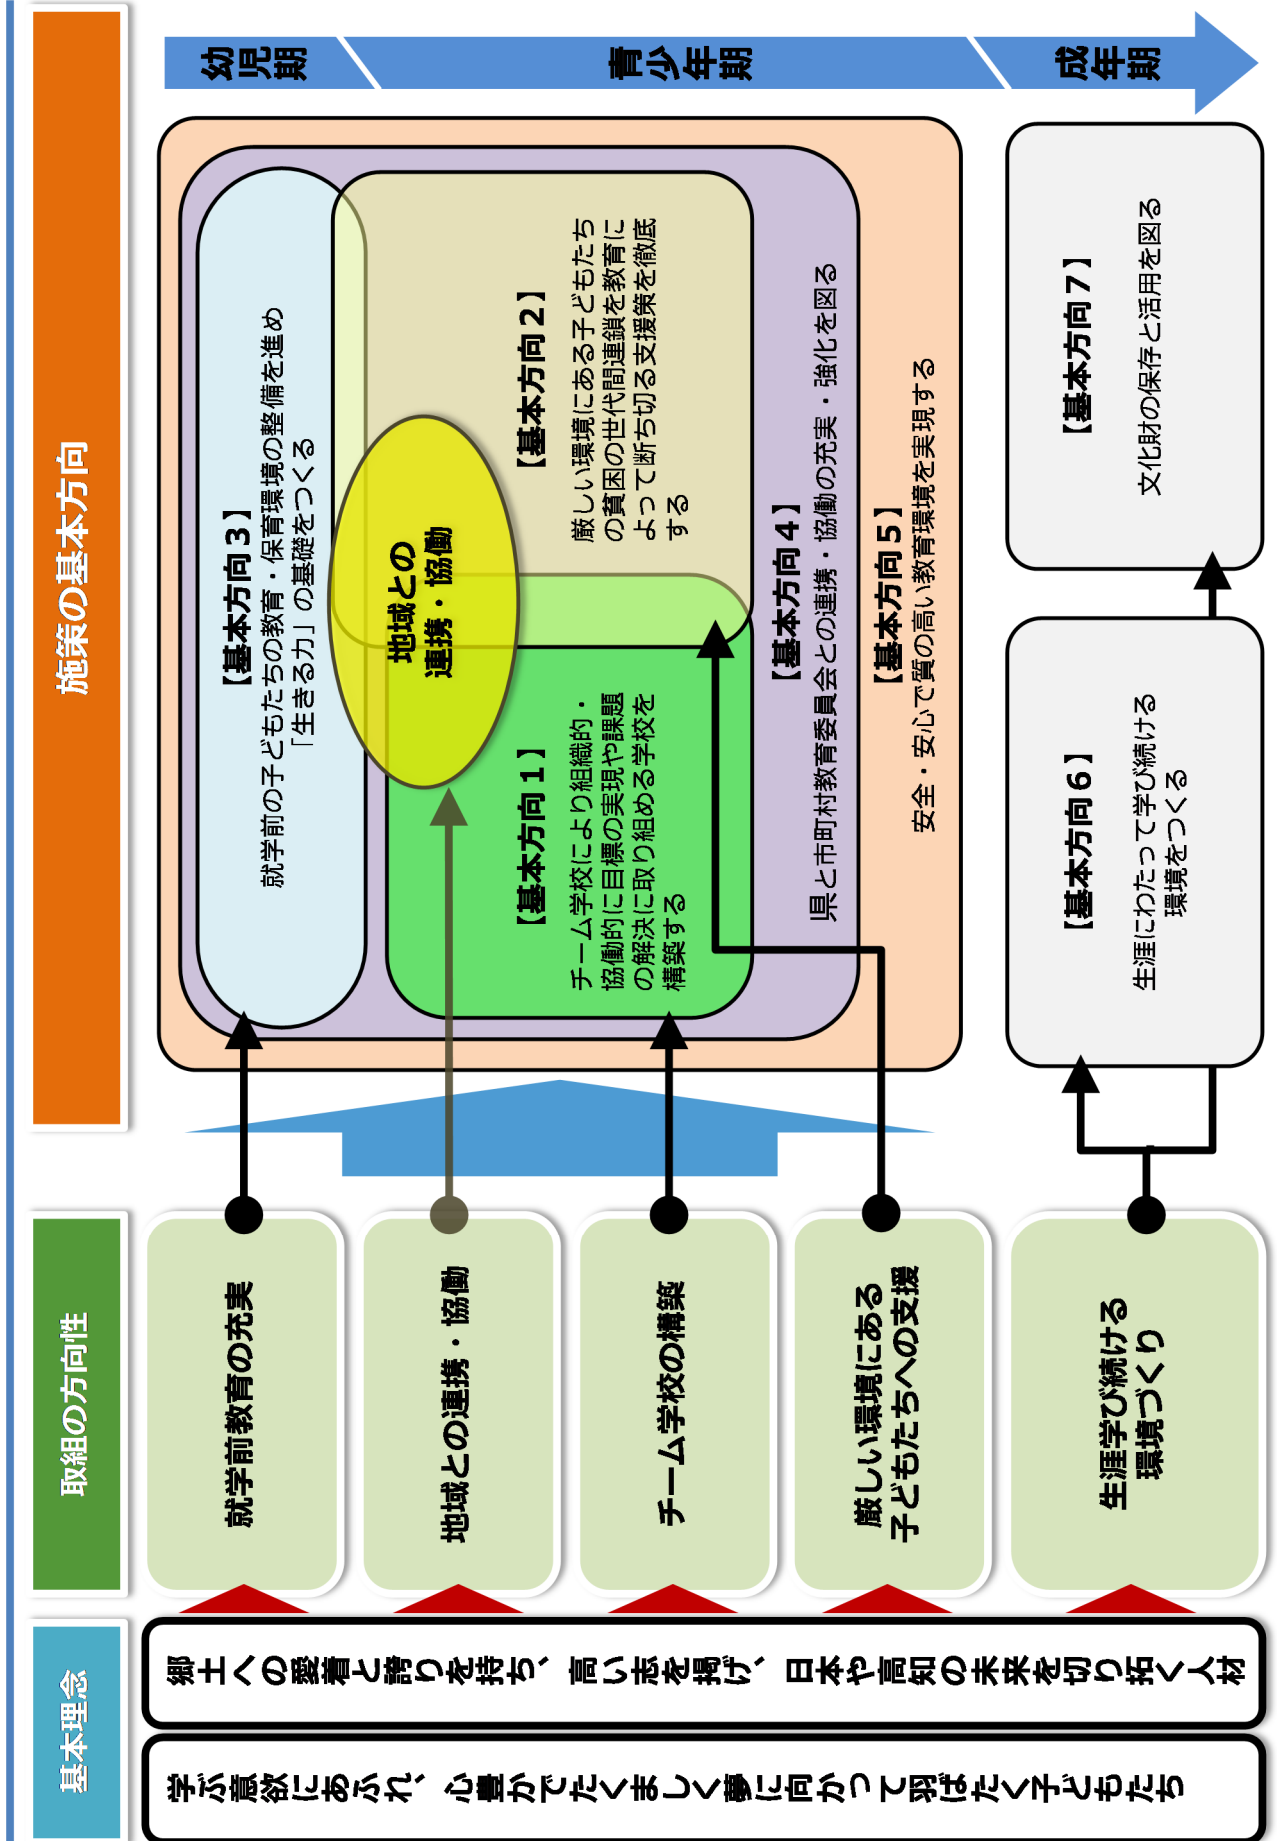 基本理念
学ぶ意欲にあふれ、心豊かでたくましく夢に向かって羽ばたく子どもたち
郷土への愛着と誇りを持ち、高い志を掲げ、日本や高知の未来を切り拓く人材
取組の方向性
就学前教育の充実
地域との連携・協働
チーム学校の構築
厳しい環境にある
子どもたちへの支援
生涯学び続ける
環境づくり
施策の基本方向
【基本方向３】
就学前の子どもたちの教育・保育環境の整備を進め
「生きる力」の基礎をつくる
地域との
連携・協働
【基本方向１】
チーム学校により組織的・
協働的に目標の実現や課題
の解決に取り組める学校を
構築する
【基本方向２】
厳しい環境にある子どもたち
の貧困の世代間連鎖を教育に
よって断ち切る支援策を徹底
する
【基本方向４】
県と市町村教育委員会との連携・協働の充実・強化を図る
【基本方向５】
安全・安心で質の高い教育環境を実現する
【基本方向６】
生涯にわたって学び続ける
環境をつくる
【基本方向７】
文化財の保存と活用を図る
幼児期
青少年期
成年期